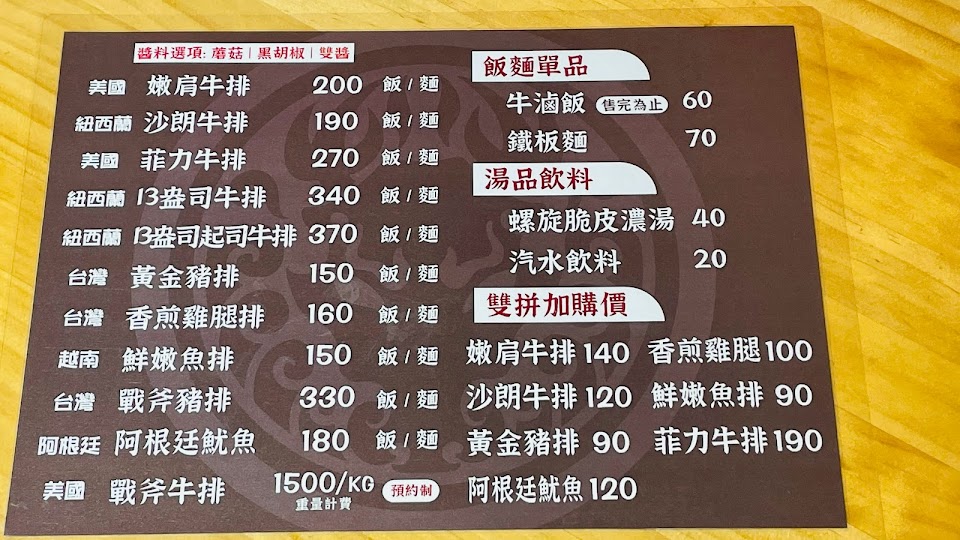 醬料選項: 蘑菇 | 黑胡椒 | 雙醬
美國 嫩肩牛排 200 飯 / 麵
紐西蘭 沙朗牛排 190 飯 / 麵
美國 菲力牛排 270 飯 / 麵
紐西蘭 13盎司牛排 340 飯 / 麵
紐西蘭 13盎司起司牛排 370 飯 / 麵
台灣 黃金豬排 150 飯 / 麵
台灣 香煎雞腿排 160 飯 / 麵
越南 鮮嫩魚排 150 飯 / 麵
台灣 戰斧豬排 330 飯 / 麵
阿根廷 阿根廷魷魚 180 飯 / 麵
美國 戰斧牛排 1500/KG 預約制
重量計費
飯麵單品
牛滷飯 售完為止 60
鐵板麵 70
湯品飲料
螺旋脆皮濃湯 40
汽水飲料 20
雙拼加購價
嫩肩牛排 140 香煎雞腿 100
沙朗牛排 120 鮮嫩魚排 90
黃金豬排 90 菲力牛排 190
阿根廷魷魚 120